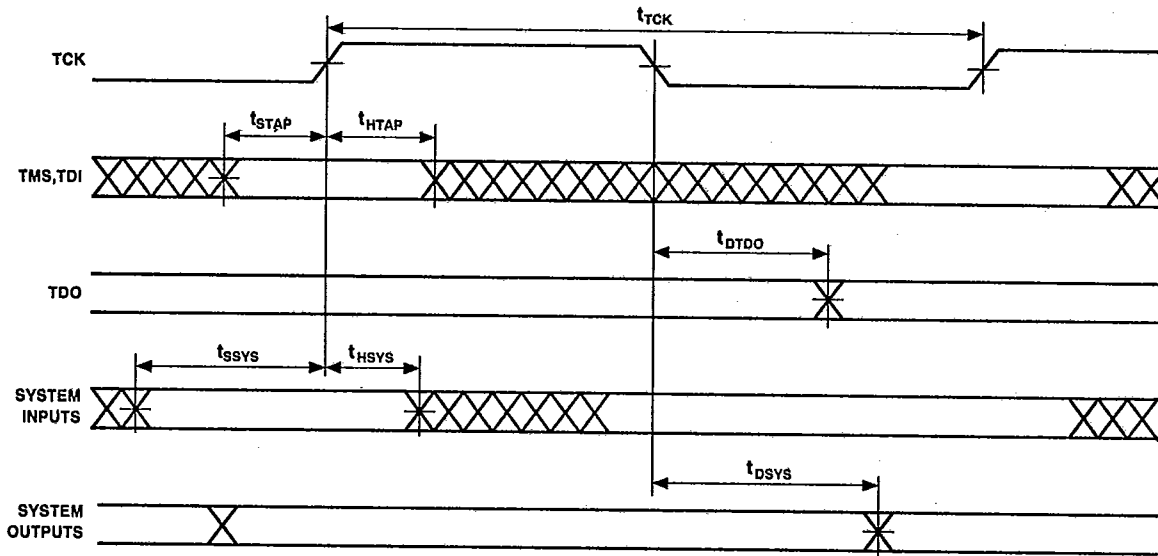 tTCK
TCK
tSTAP
tHTAP
TMS,TDI
tDTDO
TDO
tSSYS
tHSYS
SYSTEM
INPUTS
tDSYS
SYSTEM
OUTPUTS